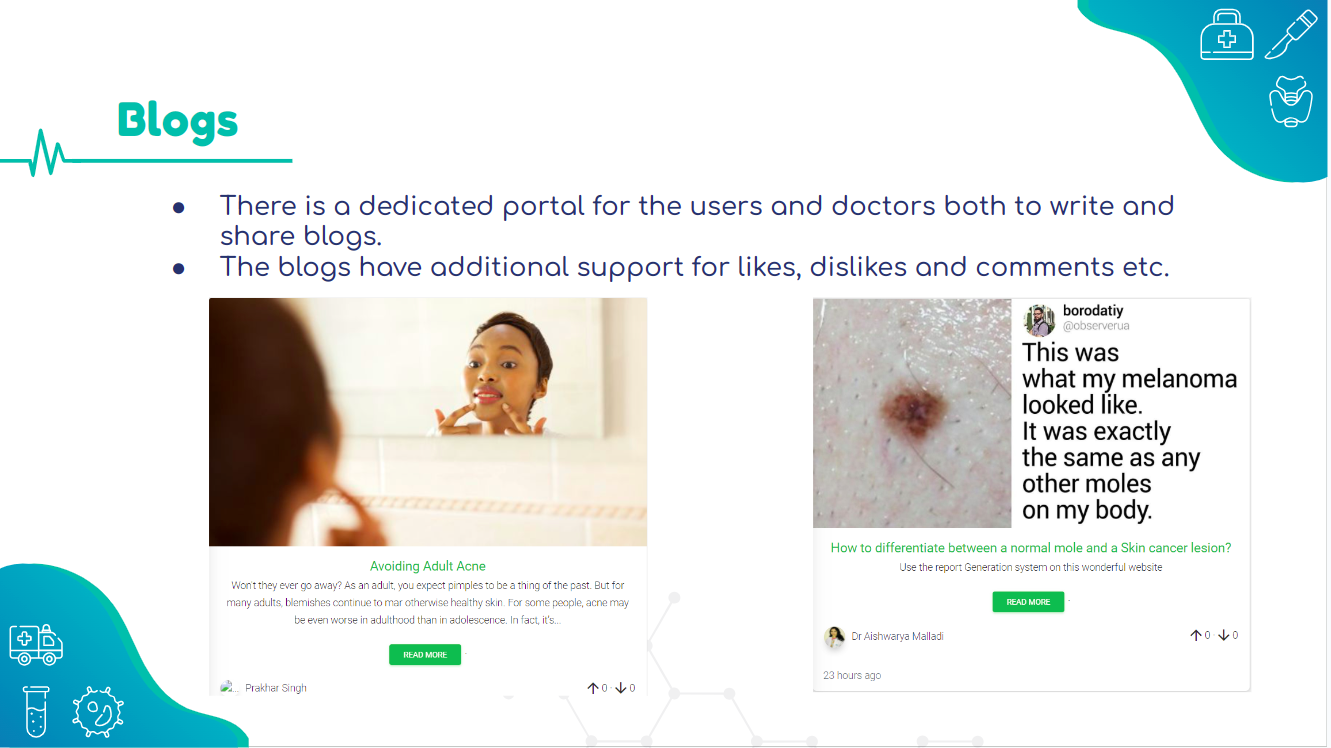 Blogs
● There is a dedicated portal for the users and doctors both to write and
share blogs.
● The blogs have additional support for likes, dislikes and comments etc.
Avoiding Adult Acne
Won't they ever go away? As an adult, you expect pimples to be a thing of the past. But for
many adults, blemishes continue to mar otherwise healthy skin. For some people, acne may
be even worse in adulthood than in adolescence. In fact, it's...
READ MORE
Prakhar Singh
0 · 0
borodatiy
@observerua
This was
what my melanoma
looked like.
It was exactly
the same as any
other moles
on my body.
How to differentiate between a normal mole and a Skin cancer lesion?
Use the report Generation system on this wonderful website
READ MORE
Dr Aishwarya Malladi
0 · 0
23 hours ago